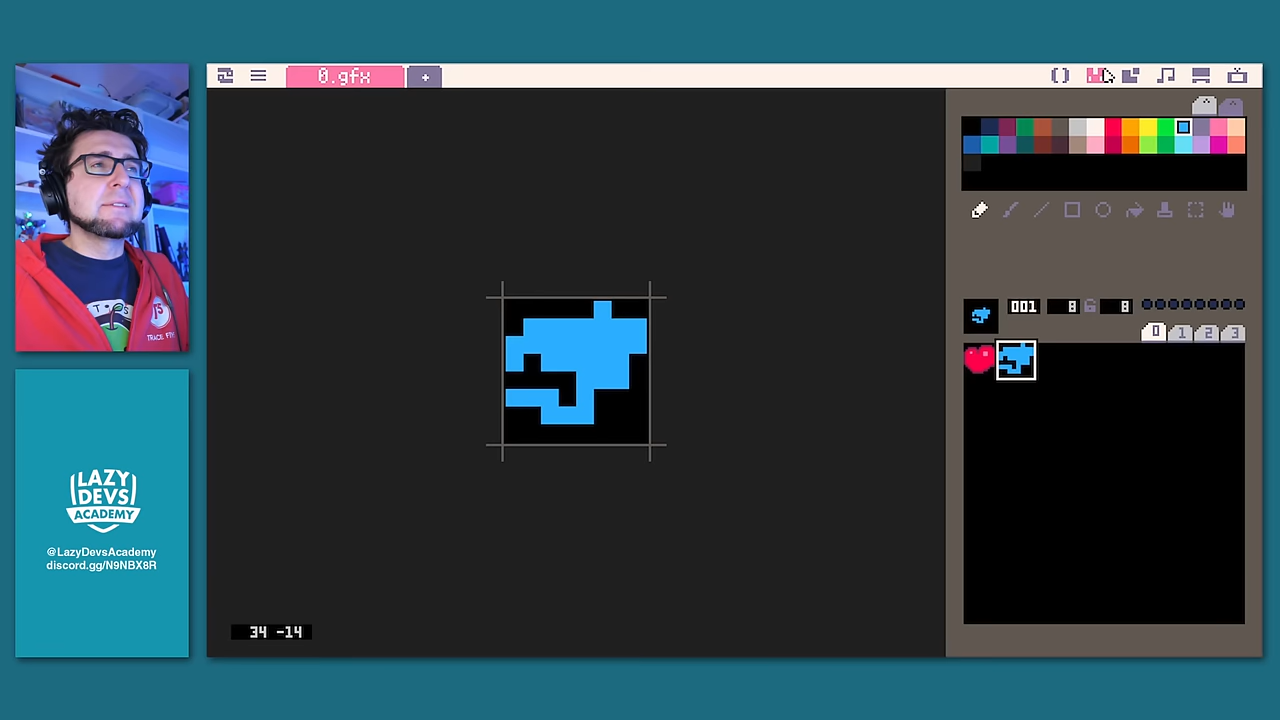 0.gfx +
001 8 8
0 1 2 3
34 -14
LAZY
DEVS
ACADEMY
@LazyDevsAcademy
discord.gg/N9NBX8R